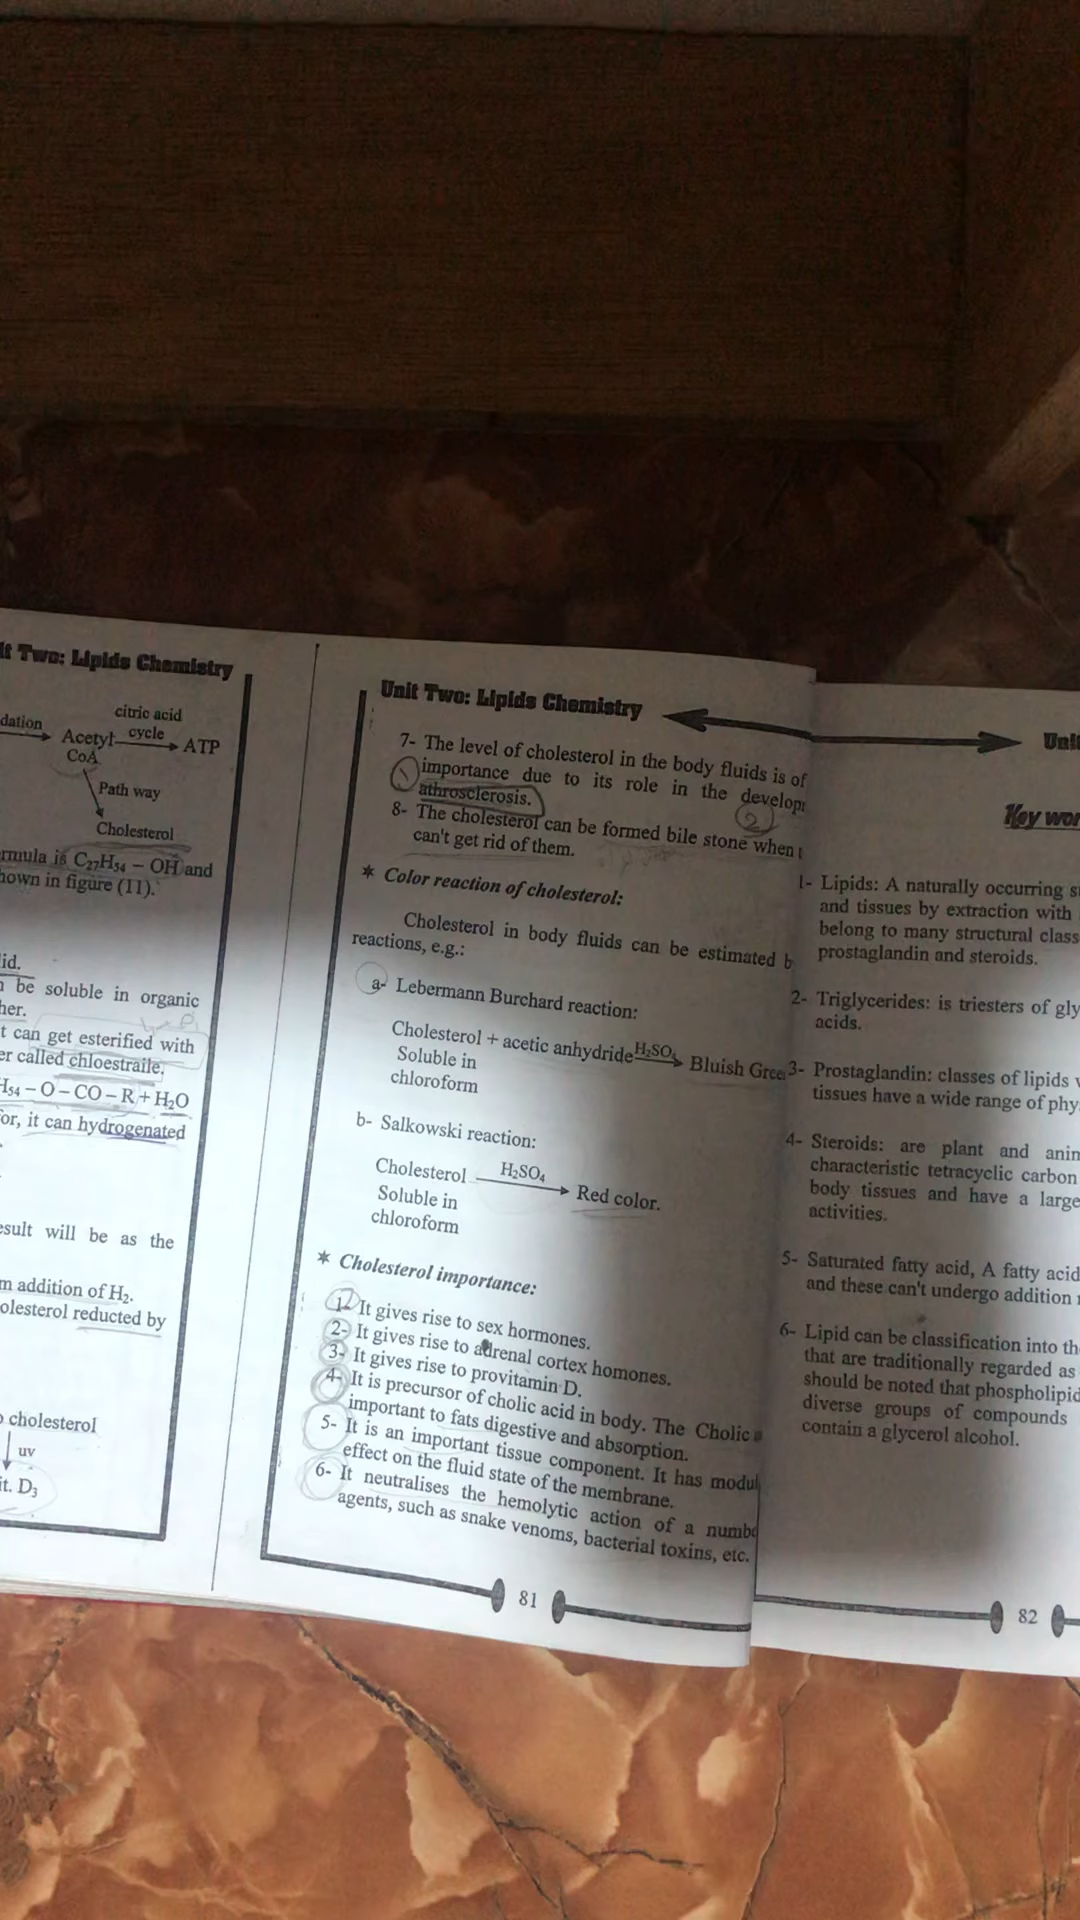 it Two: Lipids Chemistry
citric acid
dation Acetyl cycle ATP
CoA
Path way
Cholesterol
rmula is C₂₇H₅₄ – OH and
hown in figure (11).
id.
n be soluble in organic
her.
t can get esterified with
er called chloestraile.
H₅₄ – O – CO – R + H₂O
for, it can hydrogenated
esult will be as the
m addition of H₂.
olesterol reducted by
o cholesterol
uv
it. D₃
Unit Two: Lipids Chemistry
7- The level of cholesterol in the body fluids is of
importance due to its role in the develop
athrosclerosis.
8- The cholesterol can be formed bile stone when
can't get rid of them.
* Color reaction of cholesterol:
Cholesterol in body fluids can be estimated b
reactions, e.g.:
a- Lebermann Burchard reaction:
Cholesterol + acetic anhydride H₂SO₄ Bluish Gree
Soluble in
chloroform
b- Salkowski reaction:
Cholesterol H₂SO₄ Red color.
Soluble in
chloroform
* Cholesterol importance:
1- It gives rise to sex hormones.
2- It gives rise to adrenal cortex homones.
3- It gives rise to provitamin D.
4- It is precursor of cholic acid in body. The Cholic
important to fats digestive and absorption.
5- It is an important tissue component. It has modul
effect on the fluid state of the membrane.
6- It neutralises the hemolytic action of a numbe
agents, such as snake venoms, bacterial toxins, etc.
81
Unit
Key wor
1- Lipids: A naturally occurring s
and tissues by extraction with
belong to many structural class
prostaglandin and steroids.
2- Triglycerides: is triesters of gly
acids.
3- Prostaglandin: classes of lipids
tissues have a wide range of phy
4- Steroids: are plant and anim
characteristic tetracyclic carbon
body tissues and have a large
activities.
5- Saturated fatty acid, A fatty acid
and these can't undergo addition
6- Lipid can be classification into th
that are traditionally regarded as
should be noted that phospholipid
diverse groups of compounds
contain a glycerol alcohol.
82